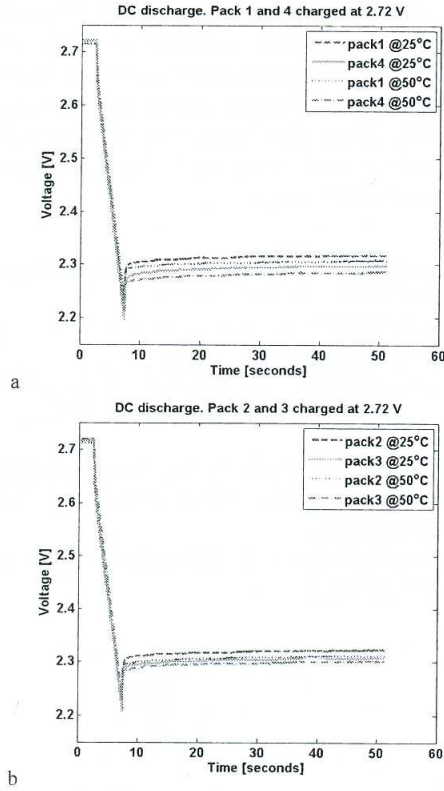 DC discharge. Pack 1 and 4 charged at 2.72 V
pack1 @25°C
pack4 @25°C
pack1 @50°C
pack4 @50°C
2.7
2.6
2.5
2.4
2.3
2.2
Voltage [V]
0 10 20 30 40 50 60
Time [seconds]
a
DC discharge. Pack 2 and 3 charged at 2.72 V
pack2 @25°C
pack3 @25°C
pack2 @50°C
pack3 @50°C
2.7
2.6
2.5
2.4
2.3
2.2
Voltage [V]
0 10 20 30 40 50 60
Time [seconds]
b